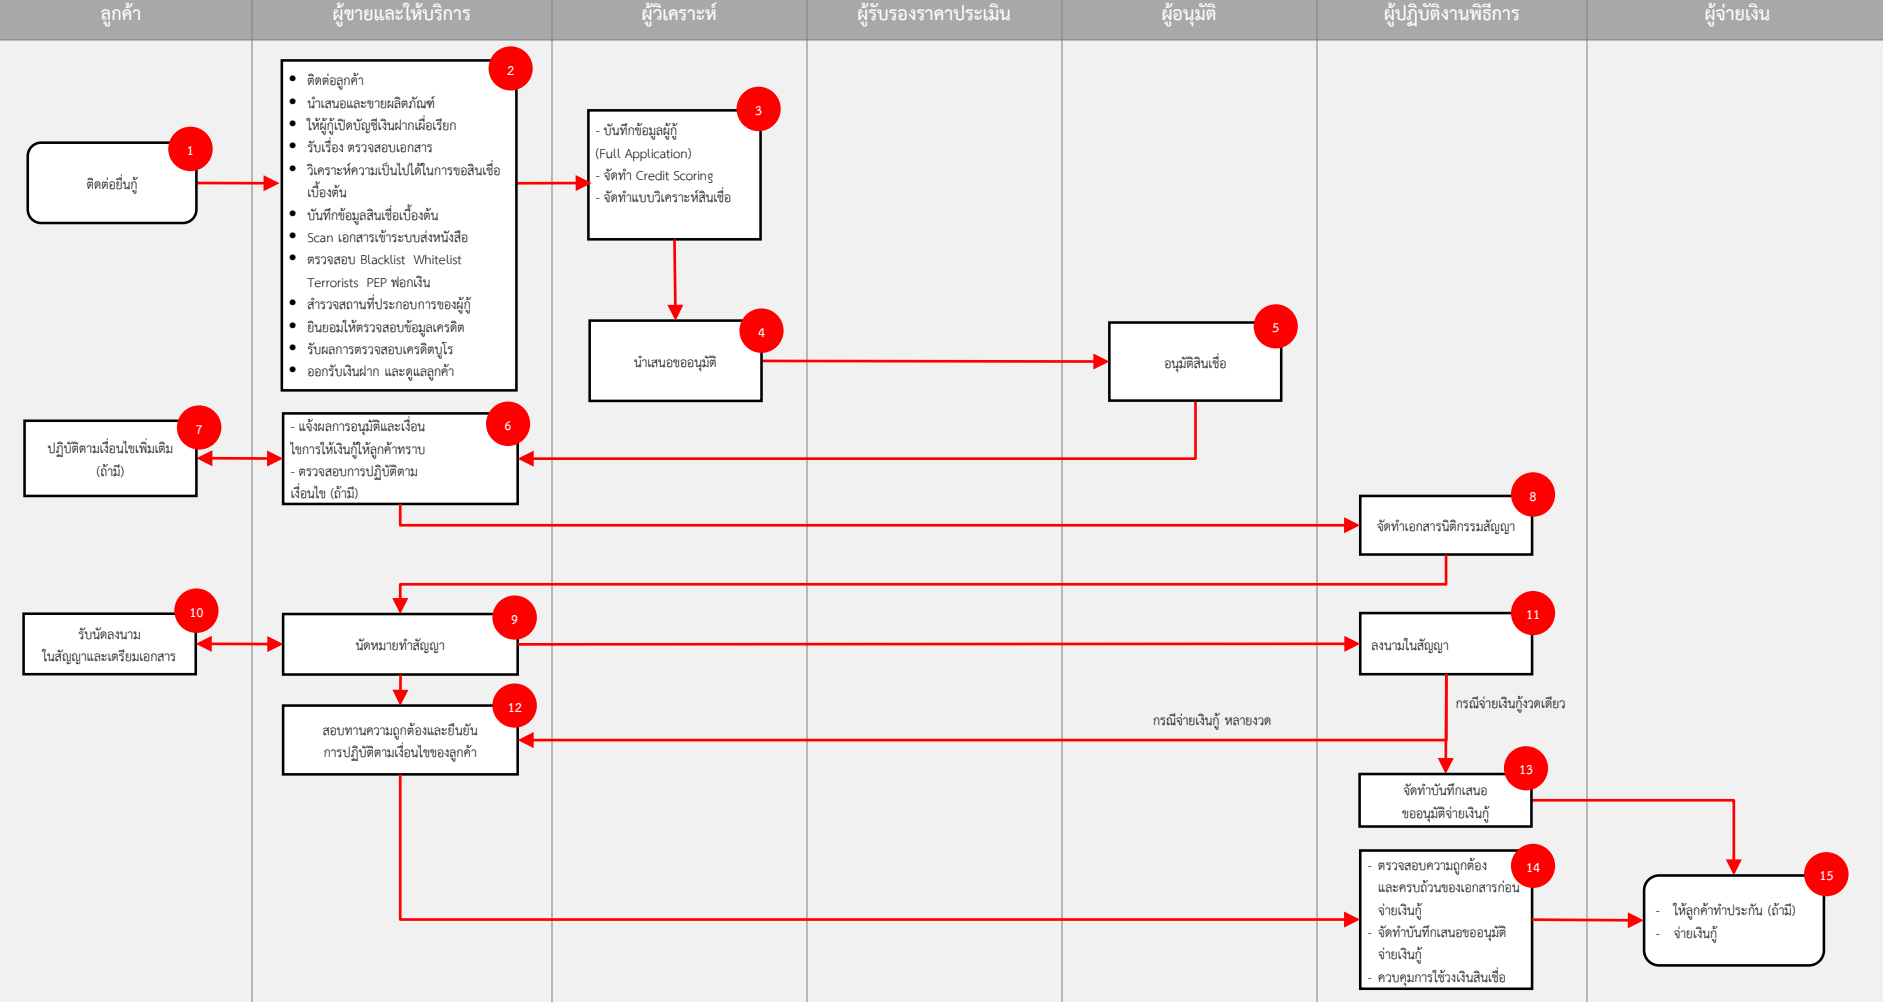 ลูกค้า
ผู้ขายและให้บริการ
ผู้วิเคราะห์
ผู้รับรองราคาประเมิน
ผู้อนุมัติ
ผู้ปฏิบัติงานพิธีการ
ผู้จ่ายเงิน
1
ติดต่อยื่นกู้
2
• ติดต่อลูกค้า
• นำเสนอและขายผลิตภัณฑ์
• ให้ผู้กู้เปิดบัญชีเงินฝากเผื่อเรียก
• รับเรื่อง ตรวจสอบเอกสาร
• วิเคราะห์ความเป็นไปได้ในการขอสินเชื่อ
เบื้องต้น
• บันทึกข้อมูลสินเชื่อเบื้องต้น
• Scan เอกสารเข้าระบบส่งหนังสือ
• ตรวจสอบ Blacklist Whitelist
Terrorists PEP ฟอกเงิน
• สำรวจสถานที่ประกอบการของผู้กู้
• ยินยอมให้ตรวจสอบข้อมูลเครดิต
• รับผลการตรวจสอบเครดิตบูโร
• ออกรับเงินฝาก และดูแลลูกค้า
3
- บันทึกข้อมูลผู้กู้
(Full Application)
- จัดทำ Credit Scoring
- จัดทำแบบวิเคราะห์สินเชื่อ
4
นำเสนอขออนุมัติ
5
อนุมัติสินเชื่อ
6
- แจ้งผลการอนุมัติและเงื่อน
ไขการให้เงินกู้ให้ลูกค้าทราบ
- ตรวจสอบการปฏิบัติตาม
เงื่อนไข (ถ้ามี)
7
ปฏิบัติตามเงื่อนไขเพิ่มเติม
(ถ้ามี)
8
จัดทำเอกสารนิติกรรมสัญญา
9
นัดหมายทำสัญญา
10
รับนัดลงนาม
ในสัญญาและเตรียมเอกสาร
11
ลงนามในสัญญา
กรณีจ่ายเงินกู้งวดเดียว
กรณีจ่ายเงินกู้ หลายงวด
12
สอบทานความถูกต้องและยืนยัน
การปฏิบัติตามเงื่อนไขของลูกค้า
13
จัดทำบันทึกเสนอ
ขออนุมัติจ่ายเงินกู้
14
- ตรวจสอบความถูกต้อง
และครบถ้วนของเอกสารก่อน
จ่ายเงินกู้
- จัดทำบันทึกเสนอขออนุมัติ
จ่ายเงินกู้
- ควบคุมการใช้วงเงินสินเชื่อ
15
- ให้ลูกค้าทำประกัน (ถ้ามี)
- จ่ายเงินกู้